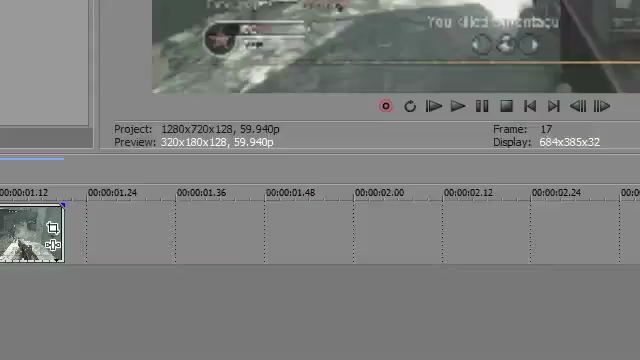 You killed
Project: 1280x720x128, 59.940p
Frame: 17
Preview: 320x180x128, 59.940p
Display: 684x385x32
00:00:01.12 00:00:01.24 00:00:01.36 00:00:01.48 00:00:02.00 00:00:02.12 00:00:02.24